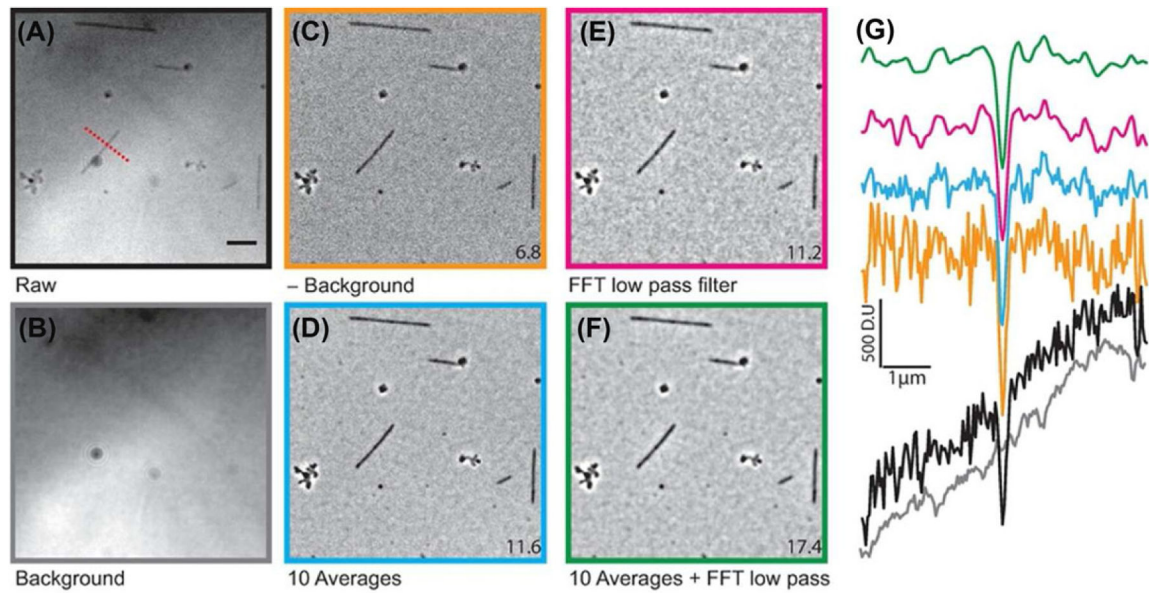 (A)
(C)
6.8
(E)
11.2
(G)
Raw
– Background
FFT low pass filter
(B)
(D)
11.6
(F)
17.4
500 D.U
1μm
Background
10 Averages
10 Averages + FFT low pass